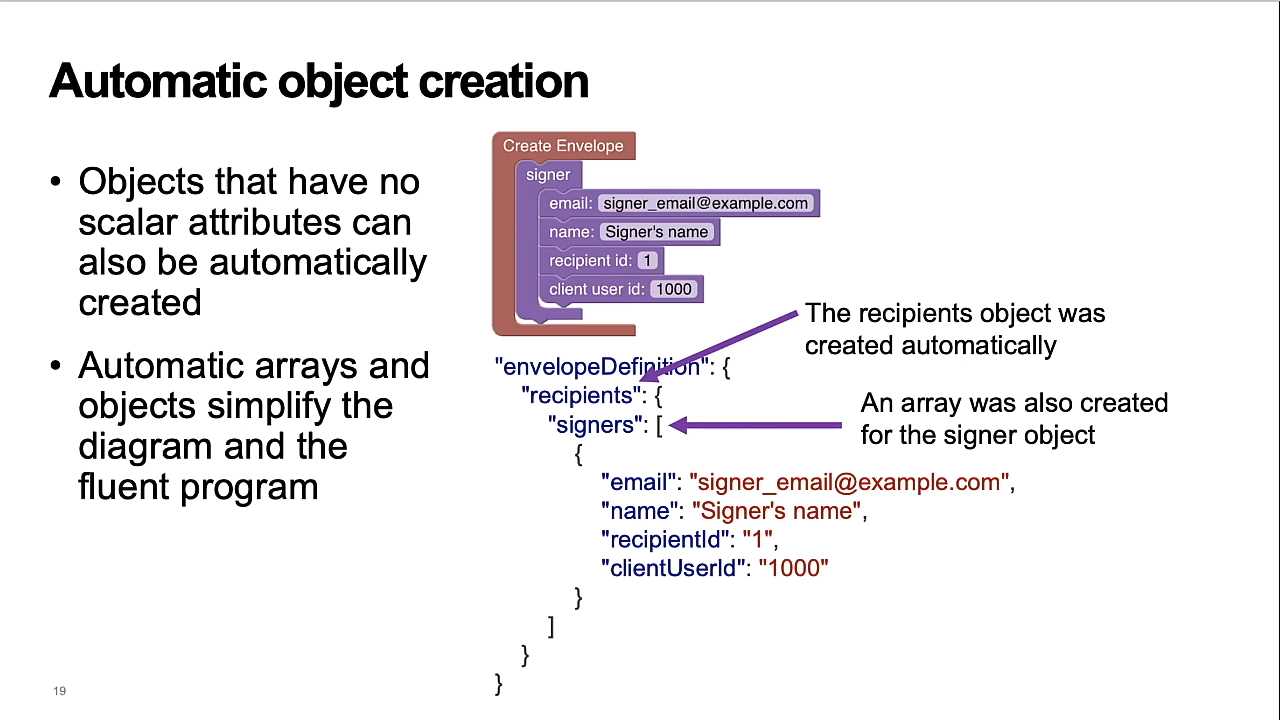 Automatic object creation
• Objects that have no
scalar attributes can
also be automatically
created
• Automatic arrays and
objects simplify the
diagram and the
fluent program
Create Envelope
signer
email: signer_email@example.com
name: Signer's name
recipient id: 1
client user id: 1000
The recipients object was
created automatically
"envelopeDefinition": {
"recipients": {
"signers": [
An array was also created
for the signer object
{
"email": "signer_email@example.com",
"name": "Signer's name",
"recipientId": "1",
"clientUserId": "1000"
}
]
}
}
19